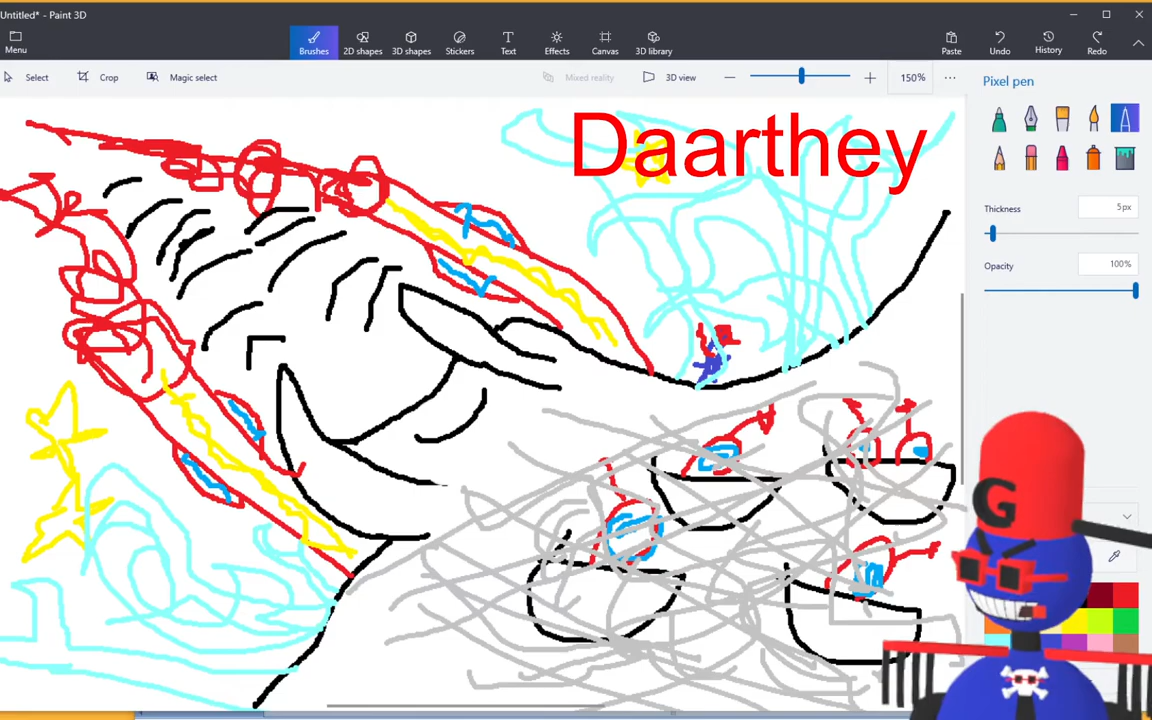 Untitled* - Paint 3D
Menu
Brushes
2D shapes
3D shapes
Stickers
Text
Effects
Canvas
3D library
Paste
Undo
History
Redo
Select
Crop
Magic select
Mixed reality
3D view
150%
Pixel pen
Daarthey
Thickness
5px
Opacity
100%
G